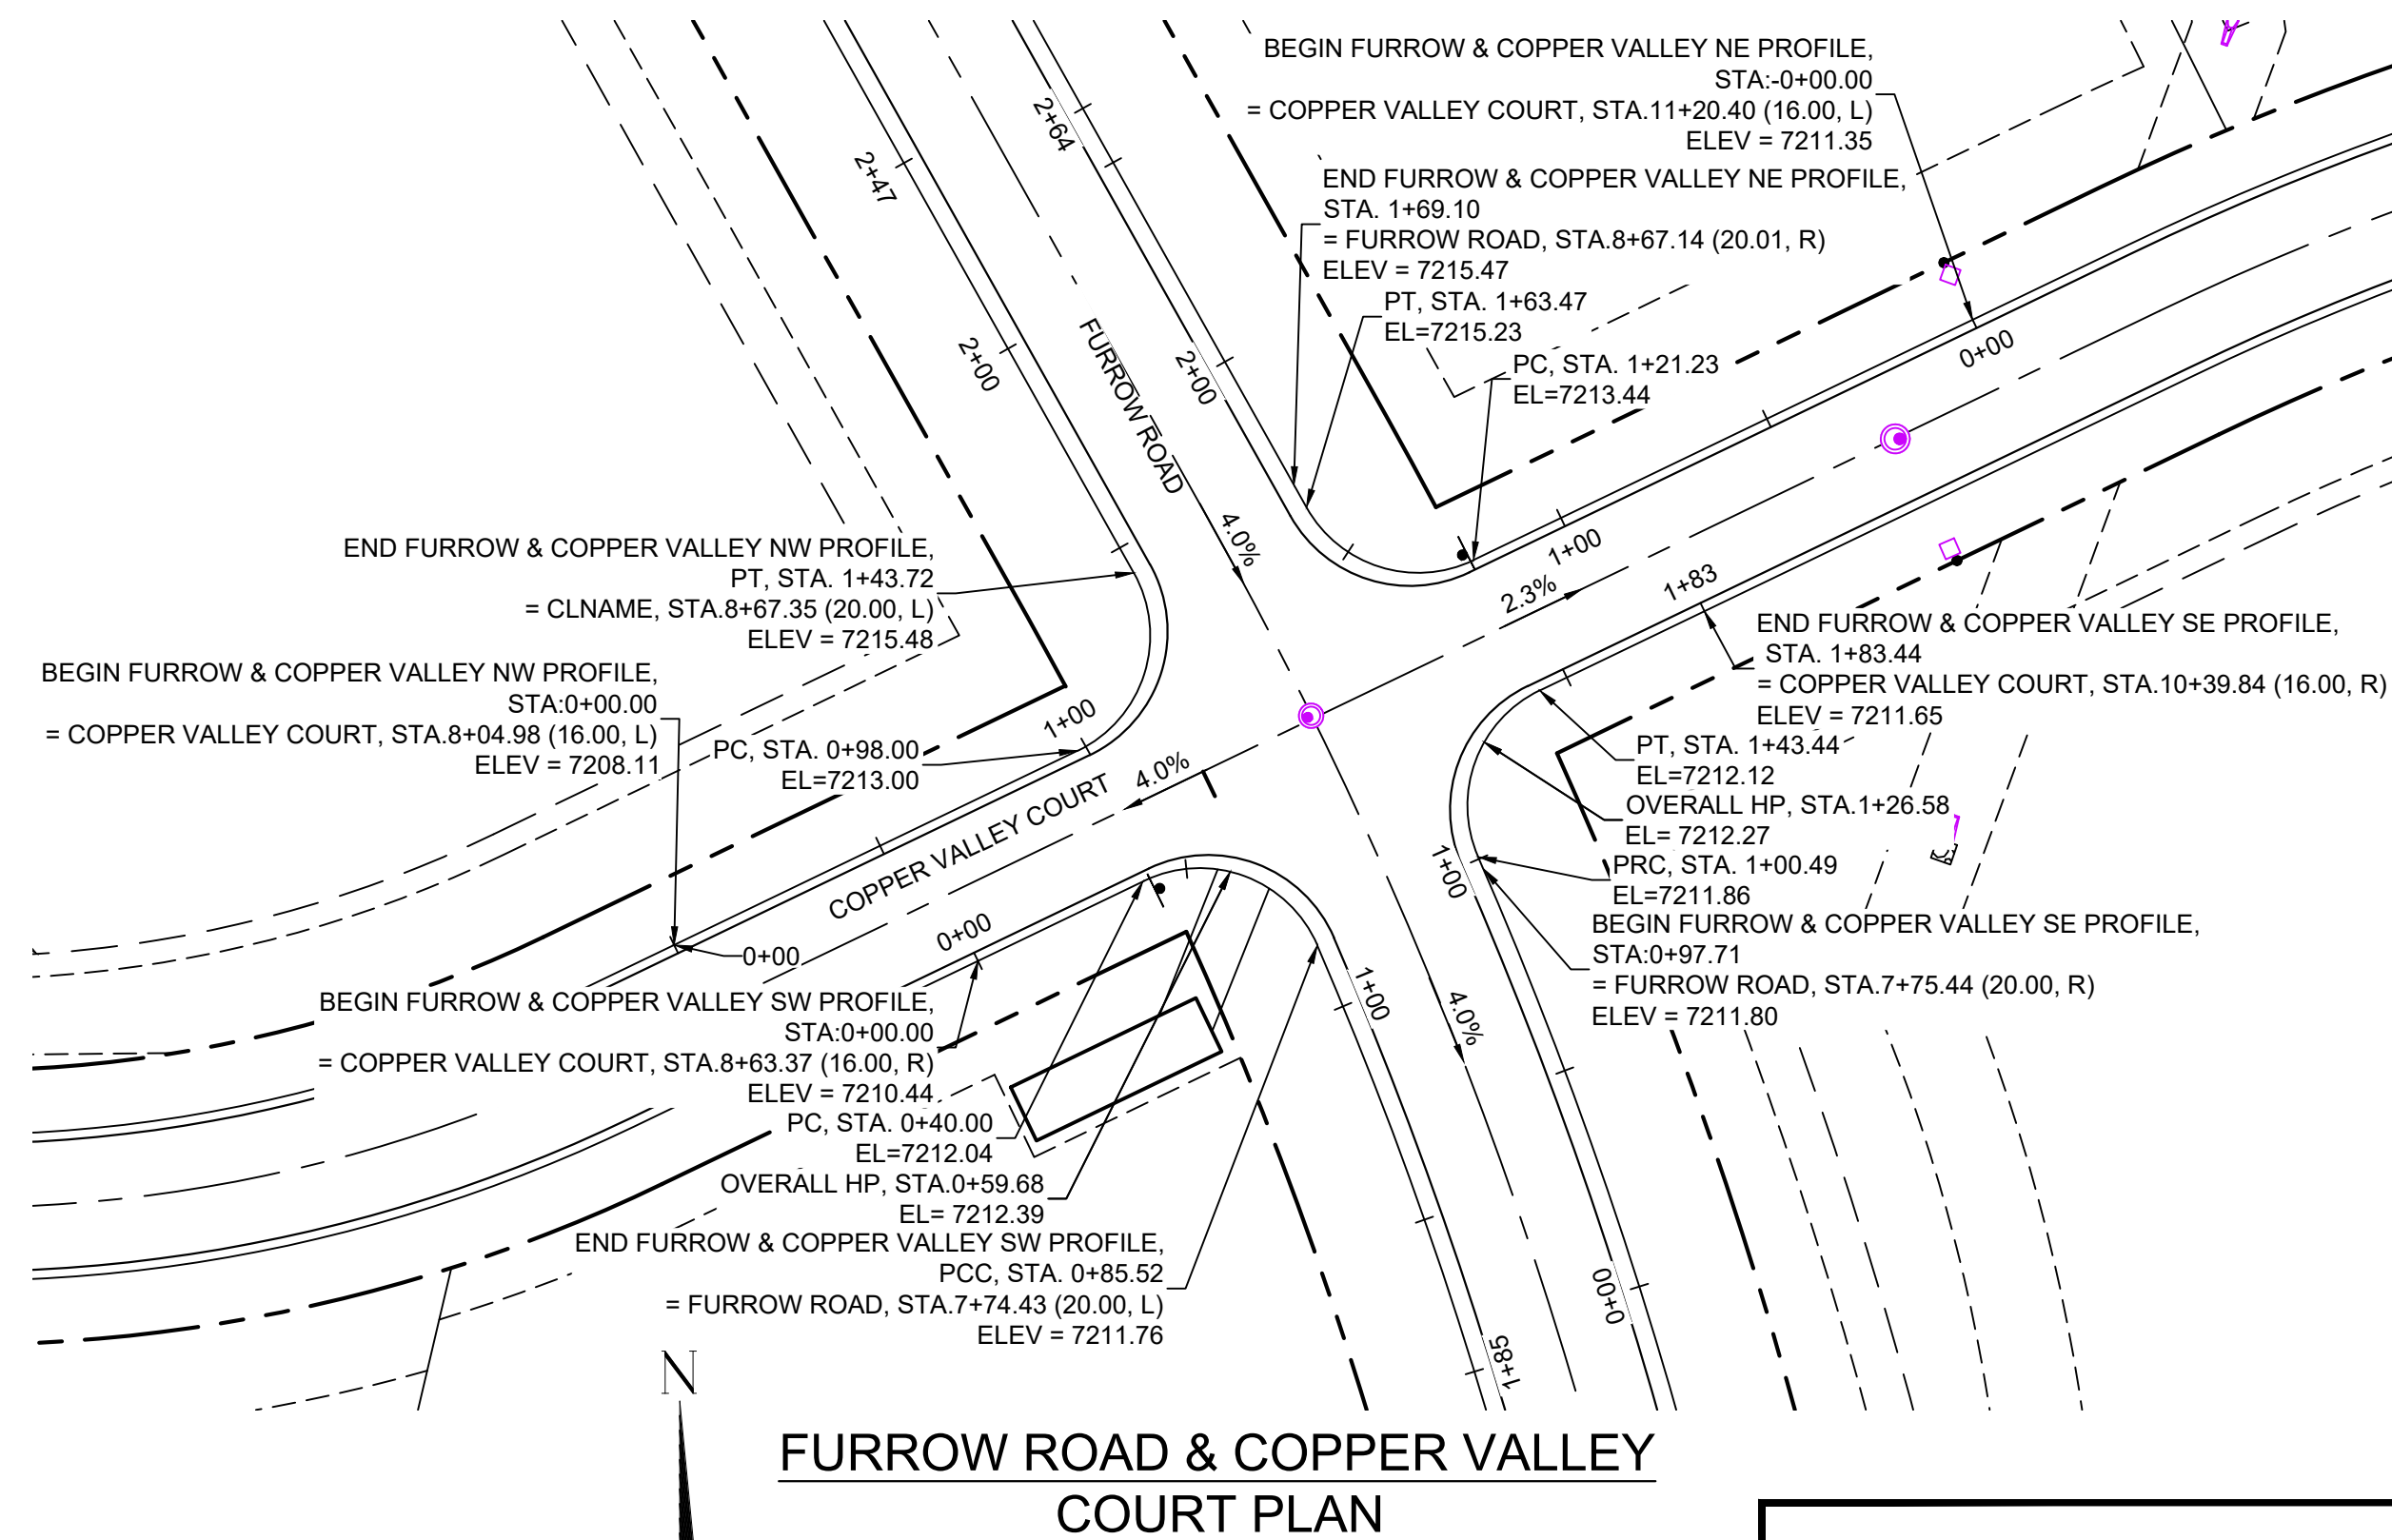 BEGIN FURROW & COPPER VALLEY NE PROFILE,
STA:-0+00.00
= COPPER VALLEY COURT, STA.11+20.40 (16.00, L)
ELEV = 7211.35
END FURROW & COPPER VALLEY NE PROFILE,
STA. 1+69.10
= FURROW ROAD, STA.8+67.14 (20.01, R)
ELEV = 7215.47
PT, STA. 1+63.47
EL=7215.23
PC, STA. 1+21.23
EL=7213.44
2+64
2+47
2+00
2+00
0+00
FURROW ROAD
4.0%
1+00
2.3%
1+83
END FURROW & COPPER VALLEY NW PROFILE,
PT, STA. 1+43.72
= CLNAME, STA.8+67.35 (20.00, L)
ELEV = 7215.48
BEGIN FURROW & COPPER VALLEY NW PROFILE,
STA:0+00.00
= COPPER VALLEY COURT, STA.8+04.98 (16.00, L)
ELEV = 7208.11
PC, STA. 0+98.00
EL=7213.00
1+00
4.0%
COPPER VALLEY COURT
0+00
0+00
END FURROW & COPPER VALLEY SE PROFILE,
STA. 1+83.44
= COPPER VALLEY COURT, STA.10+39.84 (16.00, R)
ELEV = 7211.65
PT, STA. 1+43.44
EL=7212.12
OVERALL HP, STA.1+26.58
EL= 7212.27
PRC, STA. 1+00.49
EL=7211.86
BEGIN FURROW & COPPER VALLEY SE PROFILE,
STA:0+97.71
= FURROW ROAD, STA.7+75.44 (20.00, R)
ELEV = 7211.80
1+00
1+00
4.0%
BEGIN FURROW & COPPER VALLEY SW PROFILE,
STA:0+00.00
= COPPER VALLEY COURT, STA.8+63.37 (16.00, R)
ELEV = 7210.44
PC, STA. 0+40.00
EL=7212.04
OVERALL HP, STA.0+59.68
EL= 7212.39
END FURROW & COPPER VALLEY SW PROFILE,
PCC, STA. 0+85.52
= FURROW ROAD, STA.7+74.43 (20.00, L)
ELEV = 7211.76
0+00
1+85
N
FURROW ROAD & COPPER VALLEY
COURT PLAN